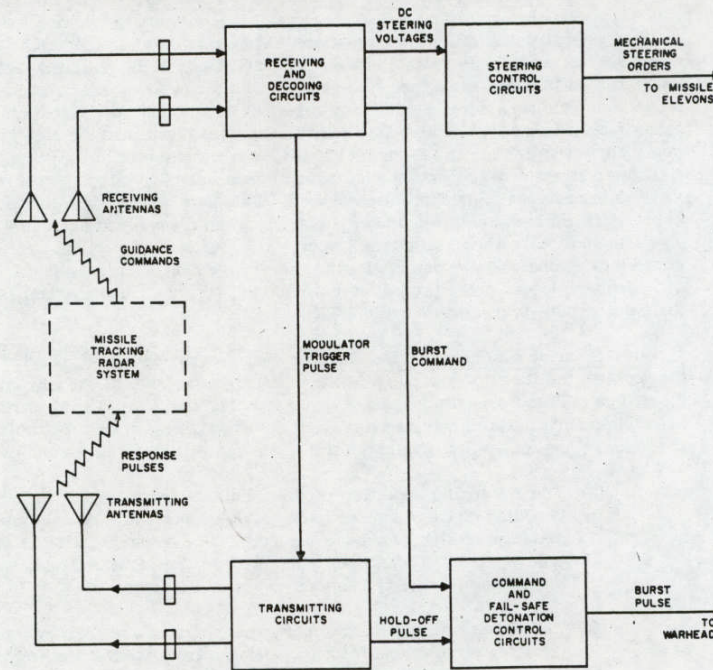 DC
STEERING
VOLTAGES
RECEIVING
AND
DECODING
CIRCUITS
STEERING
CONTROL
CIRCUITS
MECHANICAL
STEERING
ORDERS
TO MISSILE
ELEVONS
RECEIVING
ANTENNAS
GUIDANCE
COMMANDS
MISSILE
TRACKING
RADAR
SYSTEM
MODULATOR
TRIGGER
PULSE
BURST
COMMAND
RESPONSE
PULSES
TRANSMITTING
ANTENNAS
TRANSMITTING
CIRCUITS
HOLD-OFF
PULSE
COMMAND
AND
FAIL-SAFE
DETONATION
CONTROL
CIRCUITS
BURST
PULSE
TO
WARHEAD